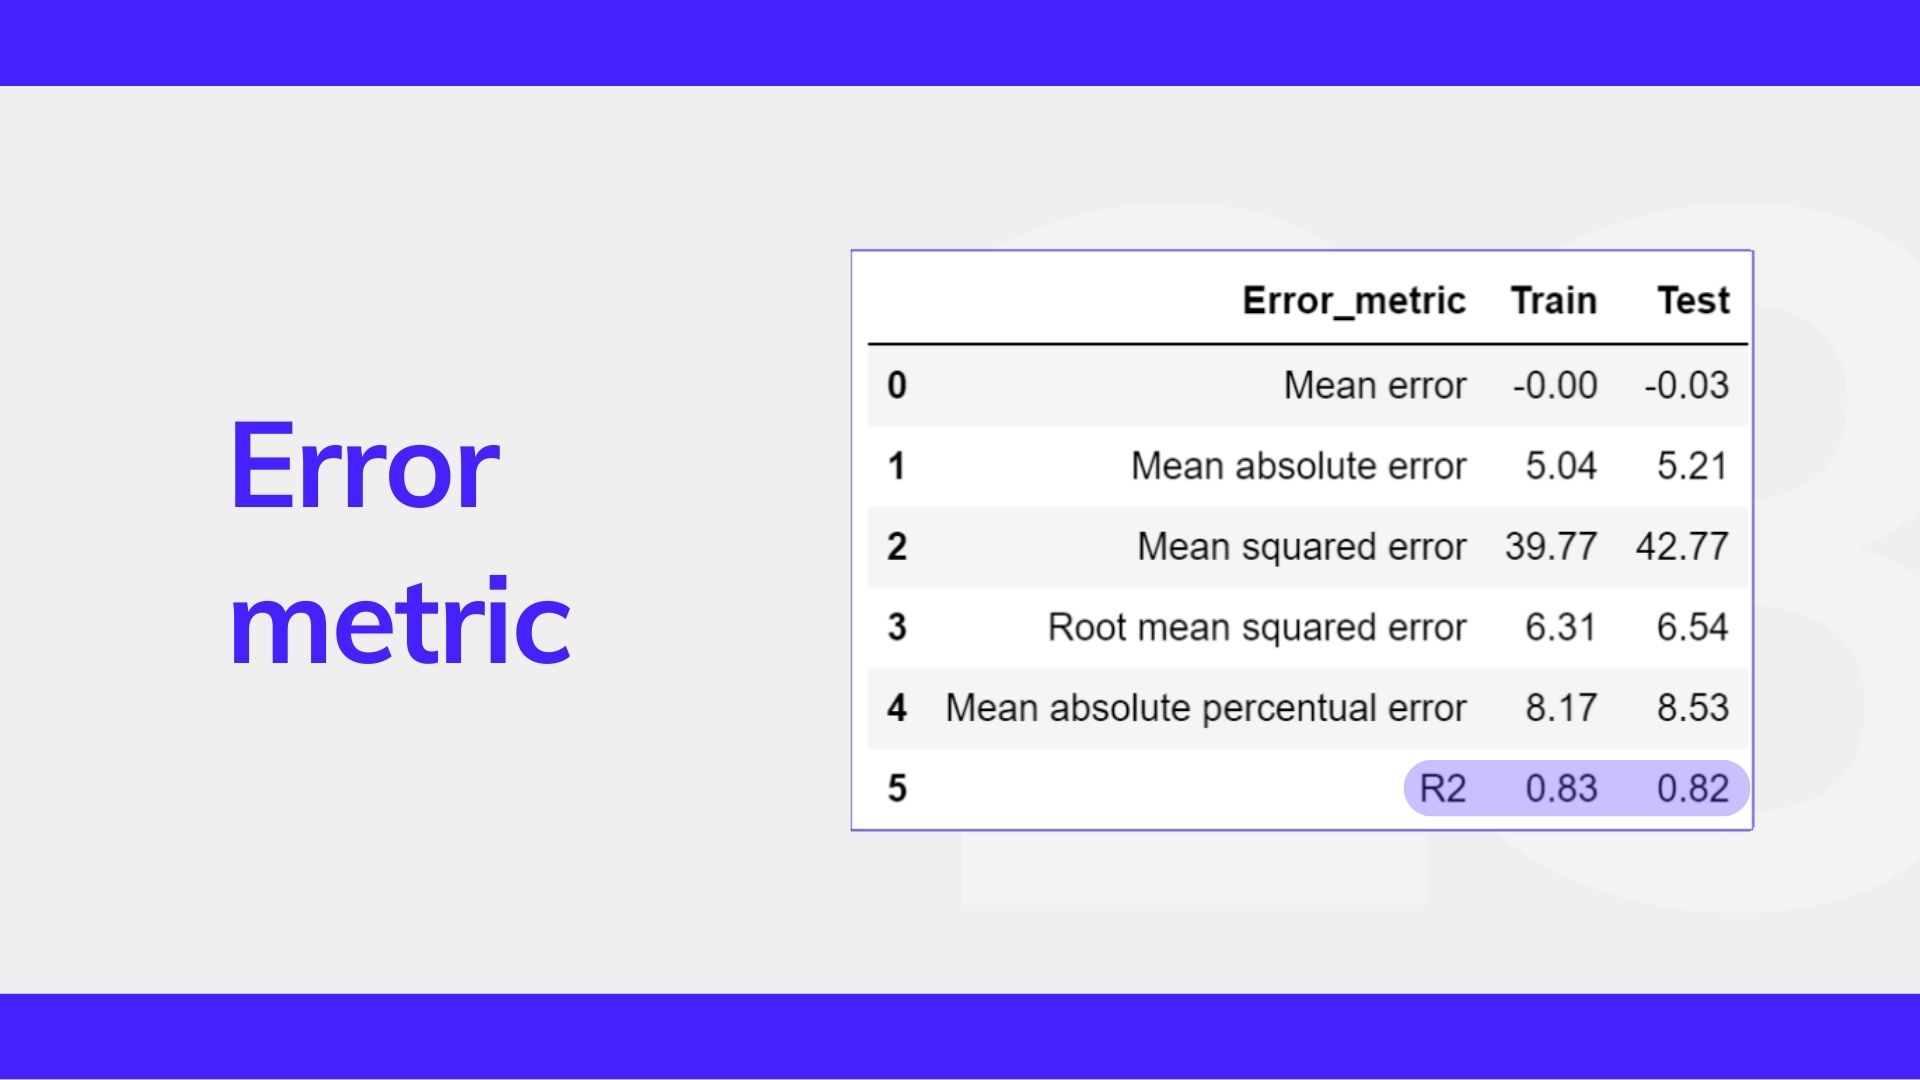 Error
metric
Error_metric Train Test
0 Mean error -0.00 -0.03
1 Mean absolute error 5.04 5.21
2 Mean squared error 39.77 42.77
3 Root mean squared error 6.31 6.54
4 Mean absolute percentual error 8.17 8.53
5 R2 0.83 0.82
23